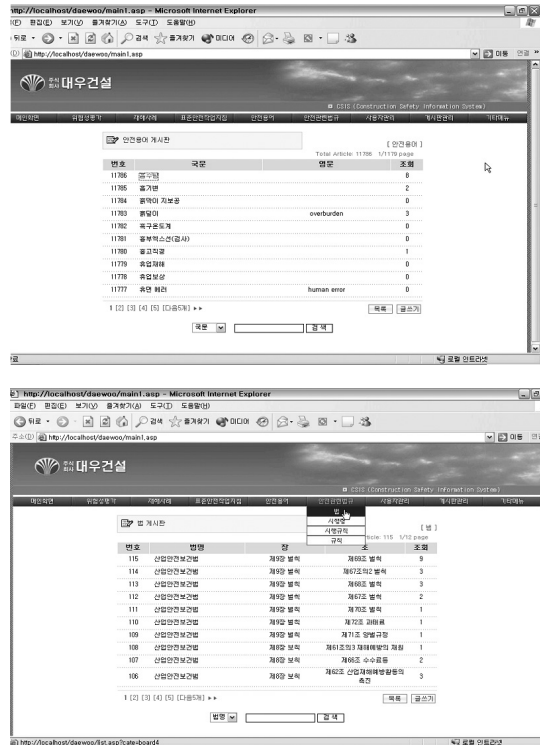 http://localhost/daewoo/main1.asp - Microsoft Internet Explorer
편집(E) 보기(V) 즐겨찾기(A) 도구(T) 도움말(H)
뒤로 검색 즐겨찾기 미디어
http://localhost/daewoo/main1.asp 이동 연결 »
주식회사 대우건설
CSIS (Construction Safety Information System)
메인화면 위험성평가 재해사례 표준안전작업지침 안전용어 안전관련법규 사용자관리 게시판관리 기타메뉴
안전용어 게시판 [ 안전용어 ]
Total Article: 11786 1/1179 page
번호 국문 영문 조회
11786 8
11785 흙기변 2
11784 흙막이 지보공 0
11783 흙덮이 overburden 3
11782 흑구온도계 0
11781 흉부엑스선(검사) 0
11780 흉고직경 1
11779 휴업재해 0
11778 휴업보상 0
11777 휴먼 에러 human error 0
1 [2] [3] [4] [5] [다음5개] ▸▸ 목록 글쓰기
국문 검색
로컬 인트라넷
http://localhost/daewoo/main1.asp - Microsoft Internet Explorer
파일(F) 편집(E) 보기(V) 즐겨찾기(A) 도구(T) 도움말(H)
뒤로 검색 즐겨찾기 미디어
주소(D) http://localhost/daewoo/main1.asp 이동
주식회사 대우건설
CSIS (Construction Safety Information System)
메인화면 위험성평가 재해사례 표준안전작업지침 안전용어 안전관련법규 사용자관리 게시판관리 기타메뉴
법
시행령
시행규칙
규칙
법 게시판 [ 법 ]
Article: 115 1/12 page
번호 법명 장 조 조회
115 산업안전보건법 제9장 벌칙 제69조 벌칙 9
114 산업안전보건법 제9장 벌칙 제67조의2 벌칙 3
113 산업안전보건법 제9장 벌칙 제68조 벌칙 3
112 산업안전보건법 제9장 벌칙 제67조 벌칙 2
111 산업안전보건법 제9장 벌칙 제70조 벌칙 1
110 산업안전보건법 제9장 벌칙 제72조 과태료 1
109 산업안전보건법 제9장 벌칙 제71조 양벌규정 1
108 산업안전보건법 제8장 보칙 제61조의3 재해예방의 재원 1
107 산업안전보건법 제8장 보칙 제66조 수수료등 2
106 산업안전보건법 제8장 보칙 제62조 산업재해예방활동의 촉진 3
1 [2] [3] [4] [5] [다음5개] ▸▸ 목록 글쓰기
법명 검색
http://localhost/daewoo/list.asp?cate=board4 로컬 인트라넷